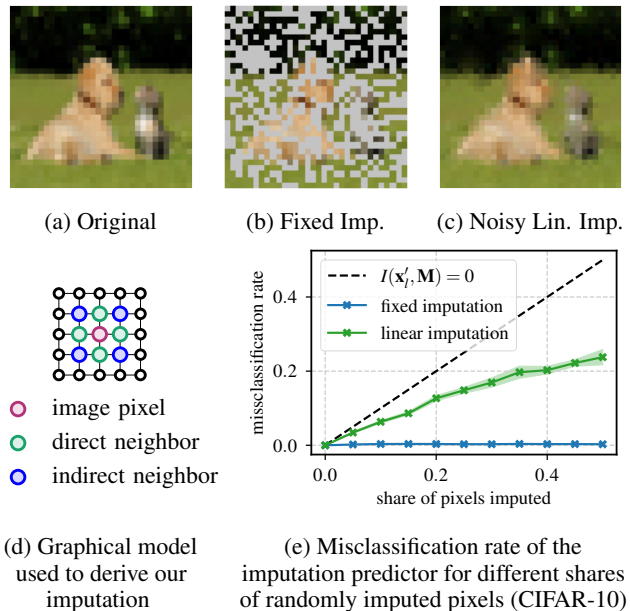 (a) Original
(b) Fixed Imp.
(c) Noisy Lin. Imp.
image pixel
direct neighbor
indirect neighbor
(d) Graphical model
used to derive our
imputation
I(x′_l, M) = 0
fixed imputation
linear imputation
missclassification rate
0.4
0.2
0.0
0.0
0.2
0.4
share of pixels imputed
(e) Misclassification rate of the
imputation predictor for different shares
of randomly imputed pixels (CIFAR-10)